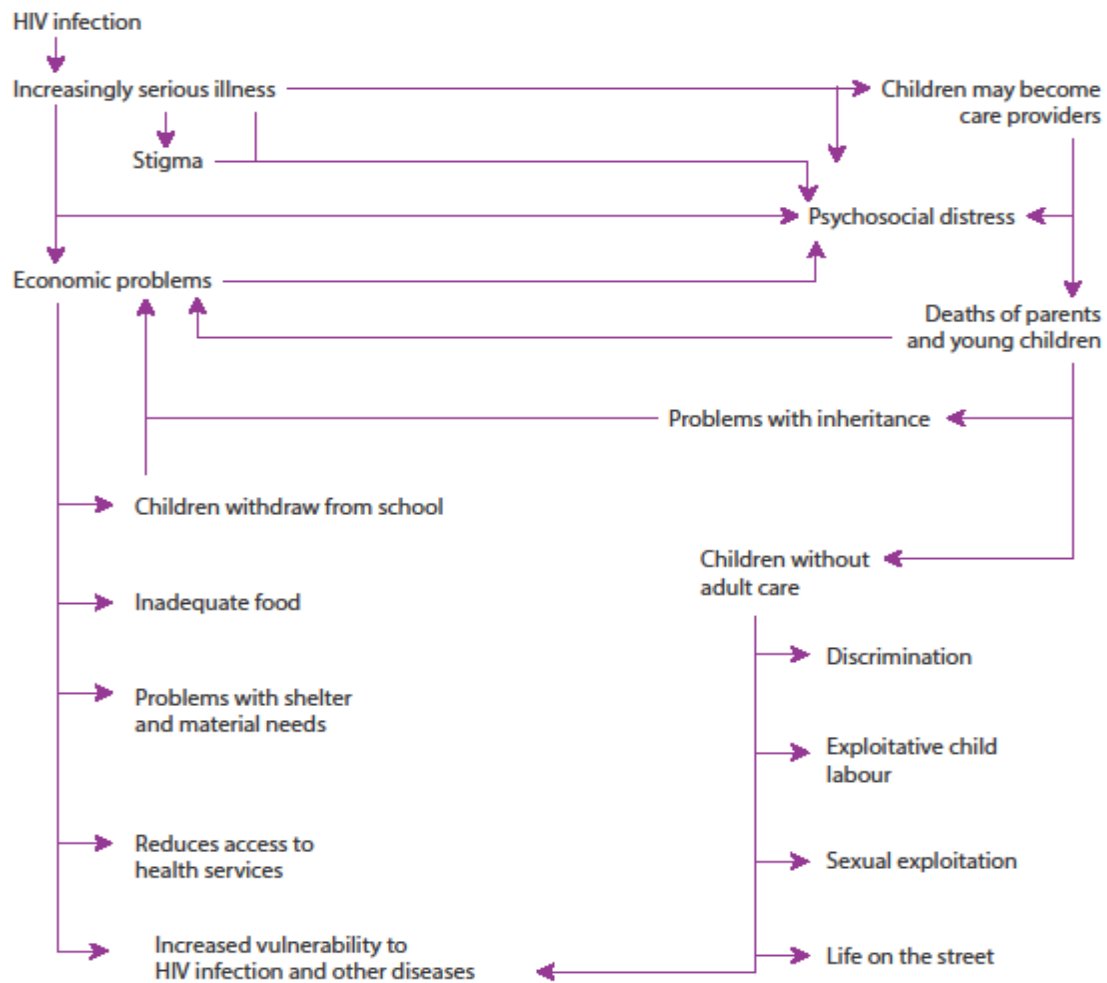 HIV infection
Increasingly serious illness
Children may become
care providers
Stigma
Psychosocial distress
Economic problems
Deaths of parents
and young children
Problems with inheritance
Children withdraw from school
Children without
adult care
Inadequate food
Discrimination
Problems with shelter
and material needs
Exploitative child
labour
Reduces access to
health services
Sexual exploitation
Increased vulnerability to
HIV infection and other diseases
Life on the street